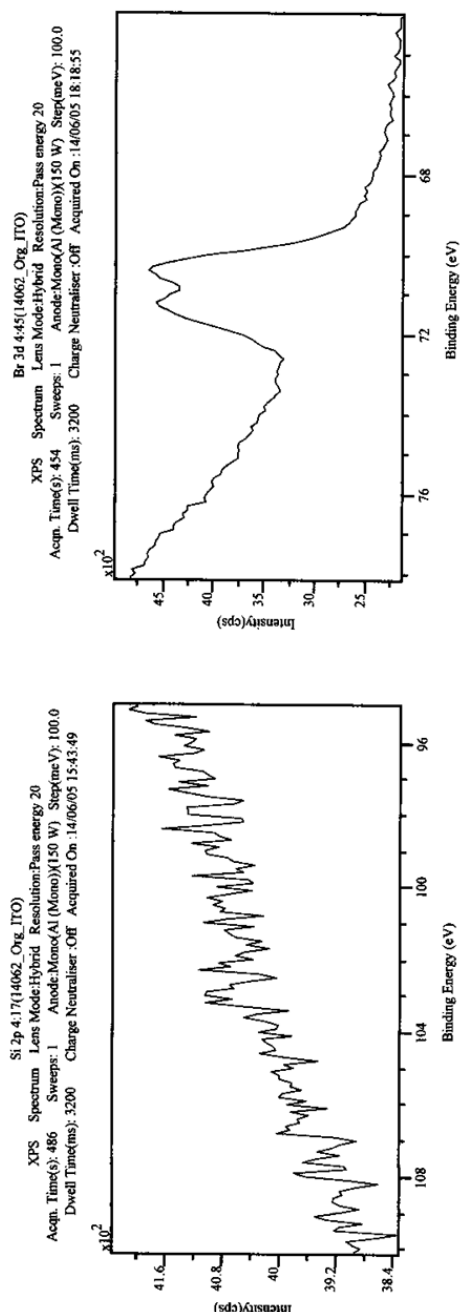 Si 2p 4:17(14062_Org_ITO)
XPS Spectrum Lens Mode:Hybrid Resolution:Pass energy 20
Acqn. Time(s): 486 Sweeps: 1 Anode:Mono(Al (Mono))(150 W) Step(meV): 100.0
Dwell Time(ms): 3200 Charge Neutraliser :Off Acquired On :14/06/05 15:43:49
x10²
41.6
40.8
40
39.2
38.4
Intensity(cps)
108 104 100 96
Binding Energy (eV)
Br 3d 4:45(14062_Org_ITO)
XPS Spectrum Lens Mode:Hybrid Resolution:Pass energy 20
Acqn. Time(s): 454 Sweeps: 1 Anode:Mono(Al (Mono))(150 W) Step(meV): 100.0
Dwell Time(ms): 3200 Charge Neutraliser :Off Acquired On :14/06/05 18:18:55
x10²
45
40
35
30
25
Intensity(cps)
76 72 68
Binding Energy (eV)